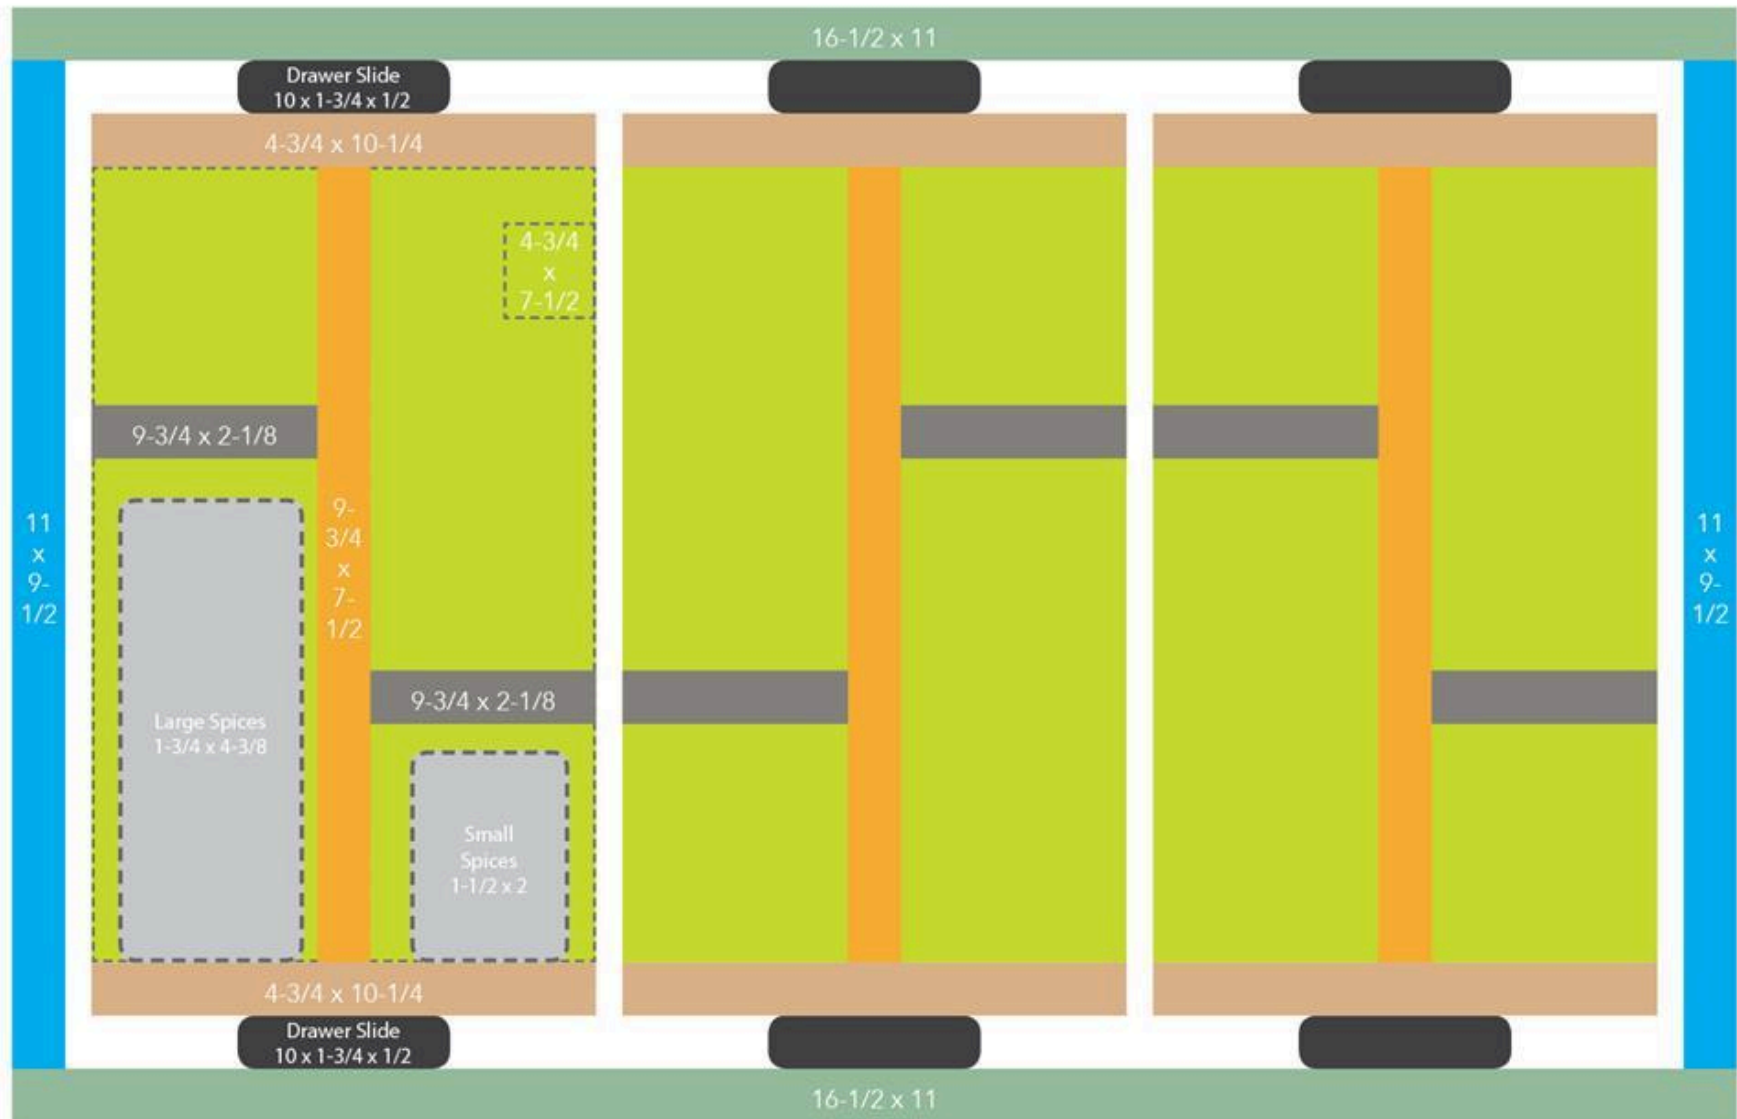 16-1/2 x 11
Drawer Slide
10 x 1-3/4 x 1/2
4-3/4 x 10-1/4
4-3/4
x
7-1/2
9-3/4 x 2-1/8
9-
3/4
x
7-
1/2
11
x
9-
1/2
11
x
9-
1/2
9-3/4 x 2-1/8
Large Spices
1-3/4 x 4-3/8
Small
Spices
1-1/2 x 2
4-3/4 x 10-1/4
Drawer Slide
10 x 1-3/4 x 1/2
16-1/2 x 11